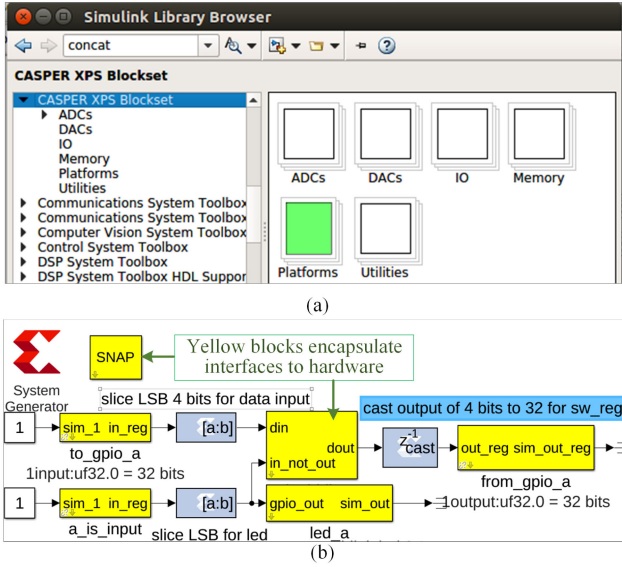 Simulink Library Browser
concat
CASPER XPS Blockset
CASPER XPS Blockset
ADCs
DACs
IO
Memory
Platforms
Utilities
Communications System Toolbox
Communications System Toolbox
Computer Vision System Toolbox
Control System Toolbox
DSP System Toolbox
DSP System Toolbox HDL Suppor
ADCs DACs IO Memory
Platforms Utilities
(a)
System
Generator
SNAP
Yellow blocks encapsulate
interfaces to hardware
slice LSB 4 bits for data input
cast output of 4 bits to 32 for sw_reg
1 sim_1 in_reg [a:b] din dout z-1 cast out_reg sim_out_reg
to_gpio_a in_not_out from_gpio_a
1input:uf32.0 = 32 bits
1output:uf32.0 = 32 bits
1 sim_1 in_reg [a:b] gpio_out sim_out
a_is_input slice LSB for led led_a
(b)